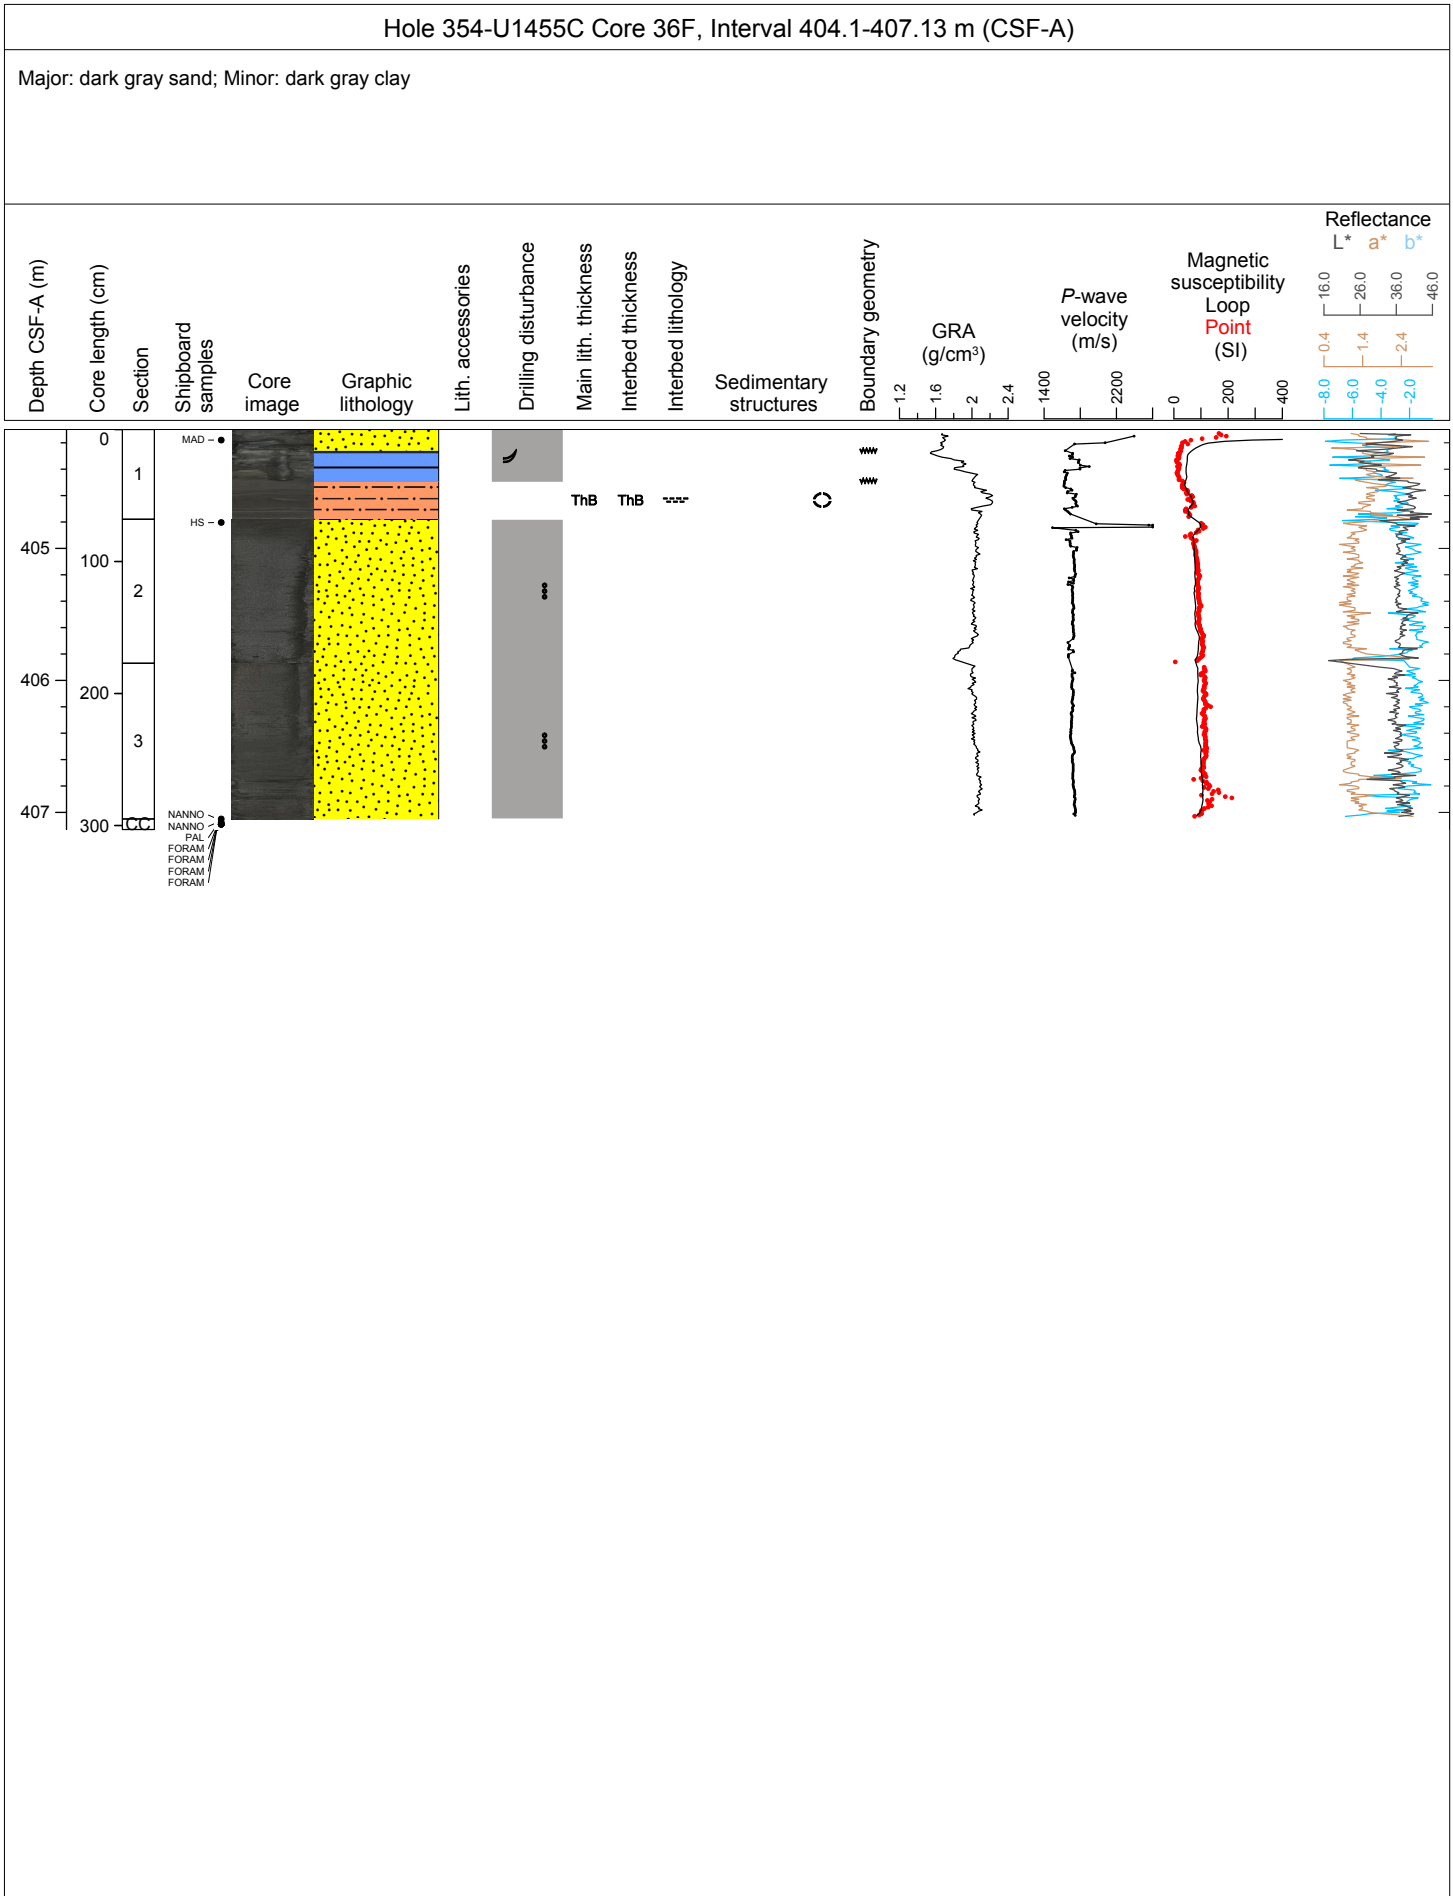 Hole 354-U1455C Core 36F, Interval 404.1-407.13 m (CSF-A)
Major: dark gray sand; Minor: dark gray clay
Depth CSF-A (m)
Core length (cm)
Section
Shipboard
samples
Core
image
Graphic
lithology
Lith. accessories
Drilling disturbance
Main lith. thickness
Interbed thickness
Interbed lithology
Sedimentary
structures
Boundary geometry
GRA
(g/cm³)
1.2 1.6 2 2.4
P-wave
velocity
(m/s)
1400 2200
Magnetic
susceptibility
Loop
Point
(SI)
0 200 400
Reflectance
L* a* b*
16.0 26.0 36.0 46.0
0.4 1.4 2.4
-8.0 -6.0 -4.0 -2.0
0
MAD
1
ThB ThB
HS
405
100
2
406
200
3
407
300
CC
NANNO
NANNO
PAL
FORAM
FORAM
FORAM
FORAM